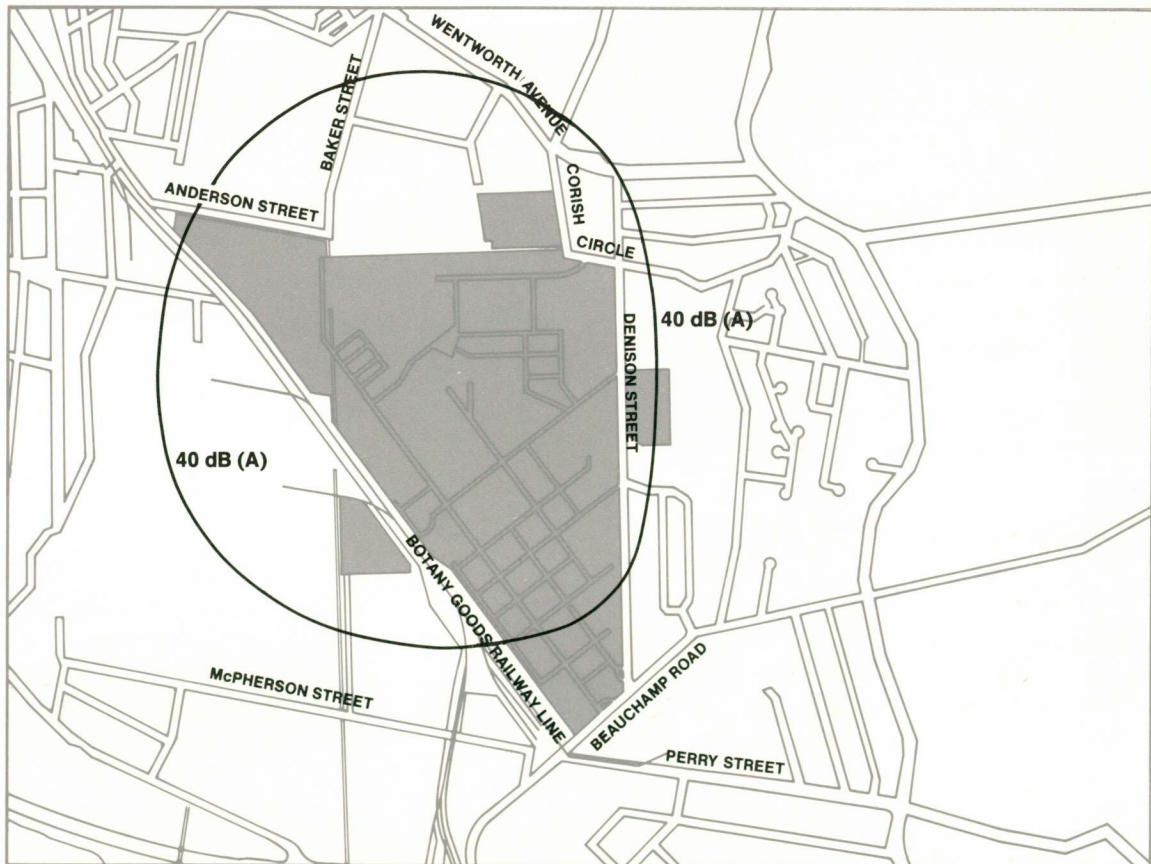 WENTWORTH AVENUE
BAKER STREET
ANDERSON STREET
CORISH
CIRCLE
40 dB (A)
DENISON STREET
40 dB (A)
BOTANY GOODS RAILWAY LINE
BEAUCHAMP ROAD
McPHERSON STREET
PERRY STREET